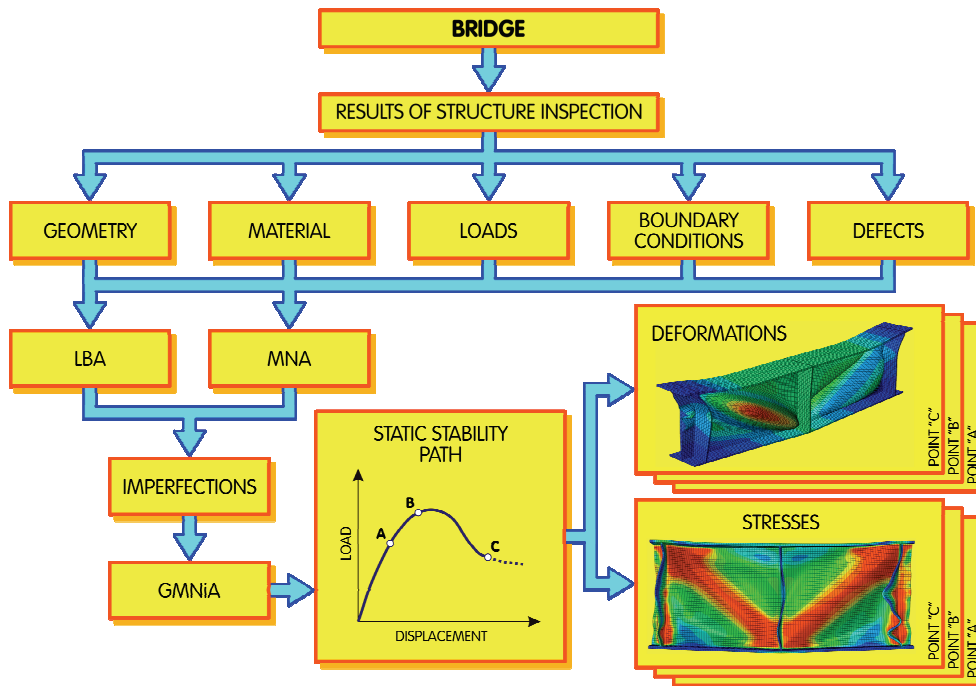 BRIDGE
RESULTS OF STRUCTURE INSPECTION
GEOMETRY
MATERIAL
LOADS
BOUNDARY
CONDITIONS
DEFECTS
LBA
MNA
IMPERFECTIONS
GMNiA
STATIC STABILITY
PATH
LOAD
A
B
C
DISPLACEMENT
DEFORMATIONS
POINT "C"
POINT "B"
POINT "A"
STRESSES
POINT "C"
POINT "B"
POINT "A"